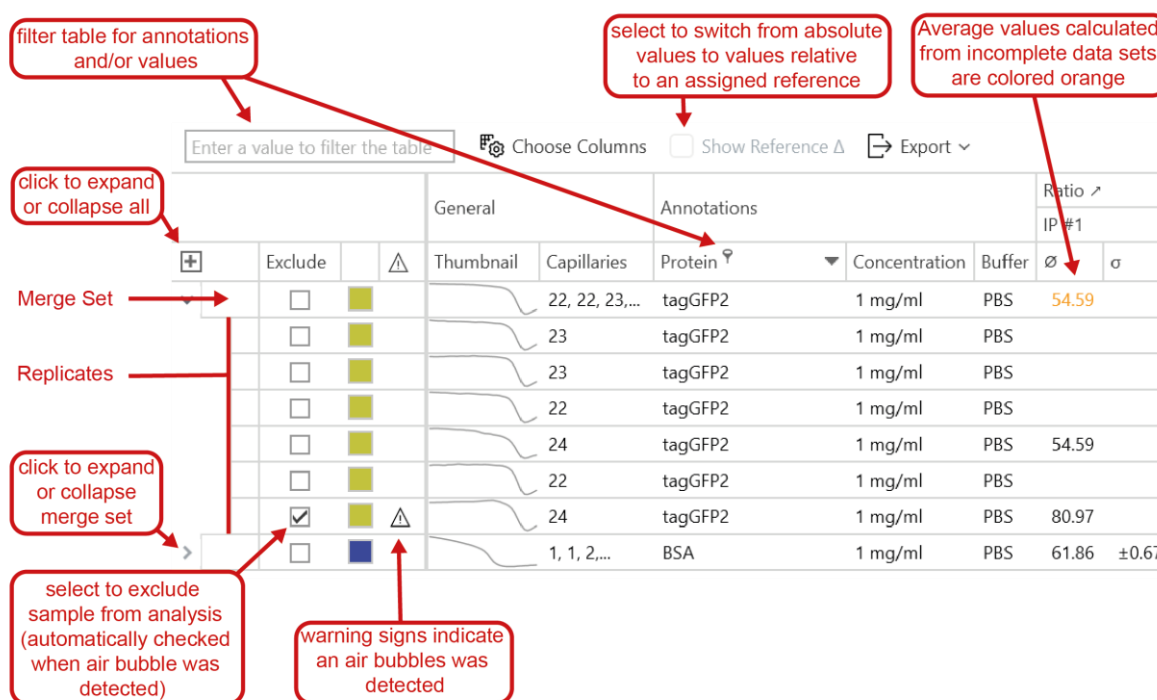 filter table for annotations
and/or values
select to switch from absolute
values to values relative
to an assigned reference
Average values calculated
from incomplete data sets
are colored orange
Enter a value to filter the table
Choose Columns
Show Reference Δ
Export
click to expand
or collapse all
General
Annotations
Ratio ↗
IP #1
Exclude
Thumbnail
Capillaries
Protein
Concentration
Buffer
Ø
σ
Merge Set
22, 22, 23,... tagGFP2 1 mg/ml PBS 54.59
23 tagGFP2 1 mg/ml PBS
Replicates
23 tagGFP2 1 mg/ml PBS
22 tagGFP2 1 mg/ml PBS
24 tagGFP2 1 mg/ml PBS 54.59
click to expand
or collapse
merge set
22 tagGFP2 1 mg/ml PBS
24 tagGFP2 1 mg/ml PBS 80.97
1, 1, 2,... BSA 1 mg/ml PBS 61.86 ±0.67
select to exclude
sample from analysis
(automatically checked
when air bubble was
detected)
warning signs indicate
an air bubbles was
detected